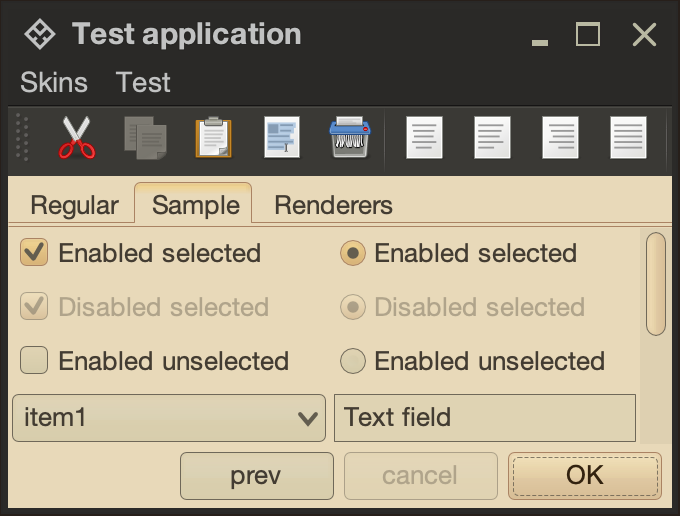 Test application
Skins Test
Regular Sample Renderers
Enabled selected Enabled selected
Disabled selected Disabled selected
Enabled unselected Enabled unselected
item1 Text field
prev cancel OK